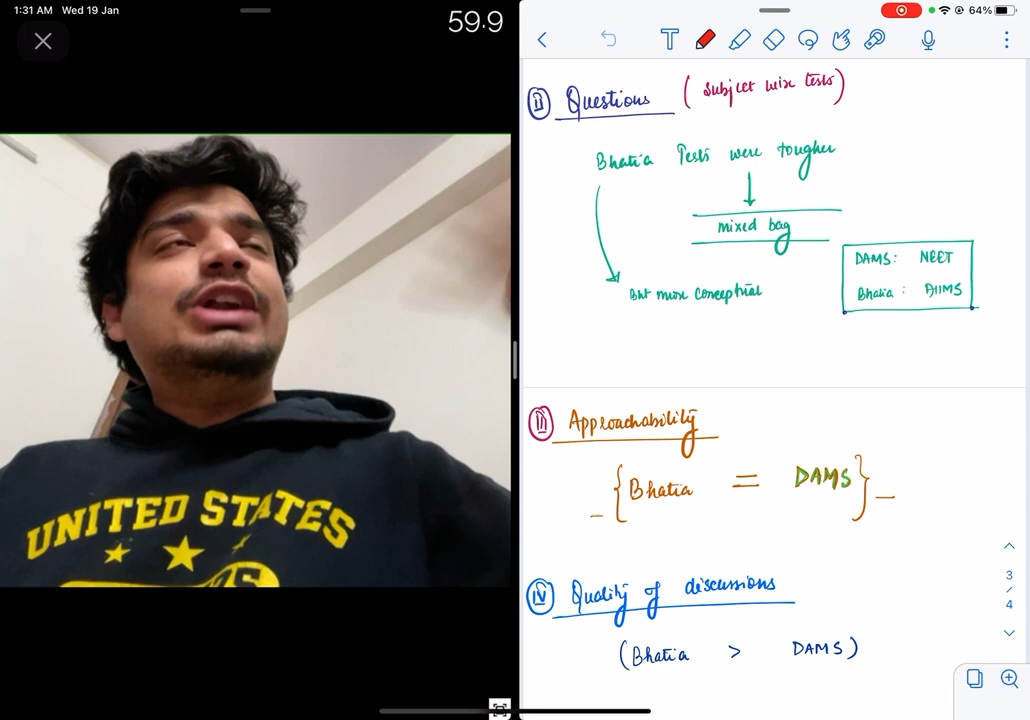 1:31 AM Wed 19 Jan
59.9
64%
T
II Questions (Subject mix tests)
Bhatia Tests were tougher
mixed bag
But more conceptual
DAMS: NEET
Bhatia: AIIMS
III Approachability
{Bhatia = DAMS}
IV Quality of discussions
(Bhatia > DAMS)
3
/
4
UNITED STATES